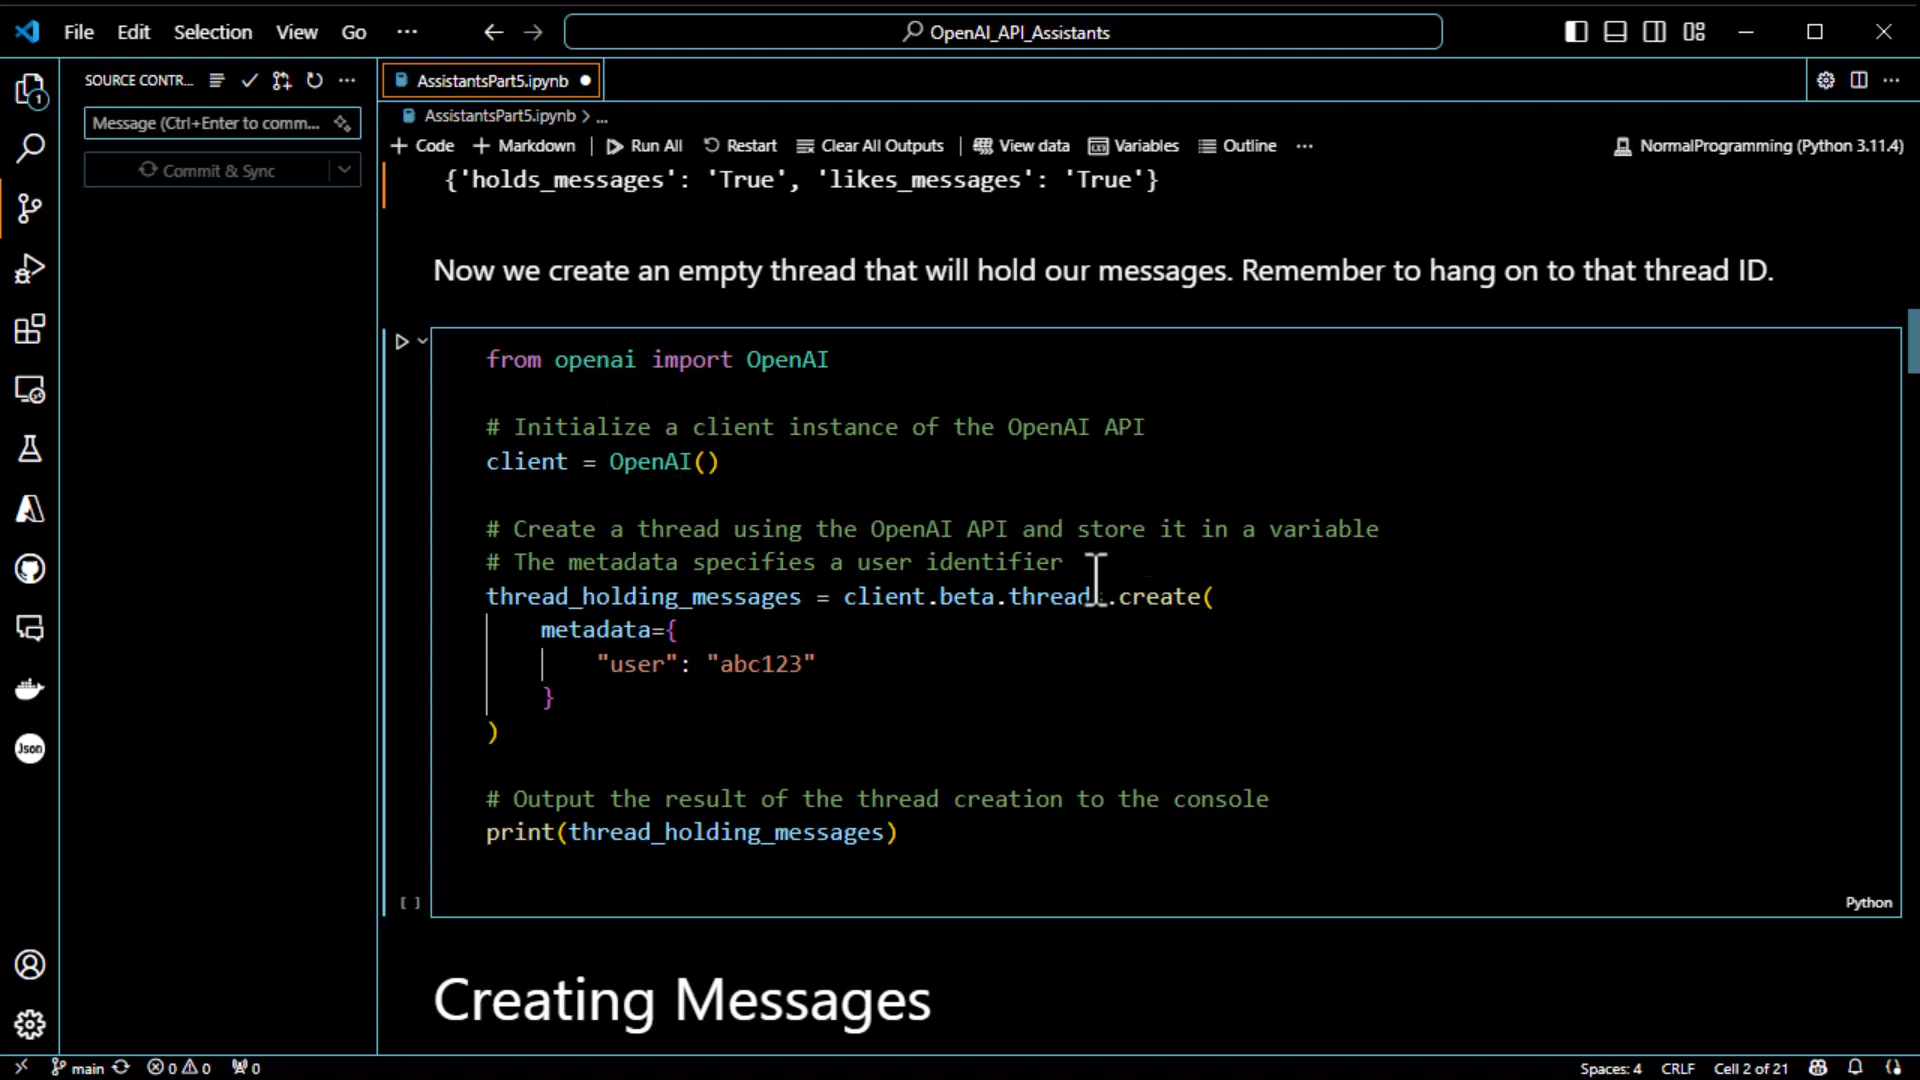 File Edit Selection View Go ··· OpenAI_API_Assistants
SOURCE CONTR...
AssistantsPart5.ipynb
1
Message (Ctrl+Enter to comm...
AssistantsPart5.ipynb > ...
Code Markdown Run All Restart Clear All Outputs View data Variables Outline ··· NormalProgramming (Python 3.11.4)
Commit & Sync
{'holds_messages': 'True', 'likes_messages': 'True'}
Now we create an empty thread that will hold our messages. Remember to hang on to that thread ID.
from openai import OpenAI
# Initialize a client instance of the OpenAI API
client = OpenAI()
# Create a thread using the OpenAI API and store it in a variable
# The metadata specifies a user identifier
thread_holding_messages = client.beta.threads.create(
metadata={
"user": "abc123"
}
)
# Output the result of the thread creation to the console
print(thread_holding_messages)
[ ]
Python
Json
Creating Messages
main 0 0 0 Spaces: 4 CRLF Cell 2 of 21